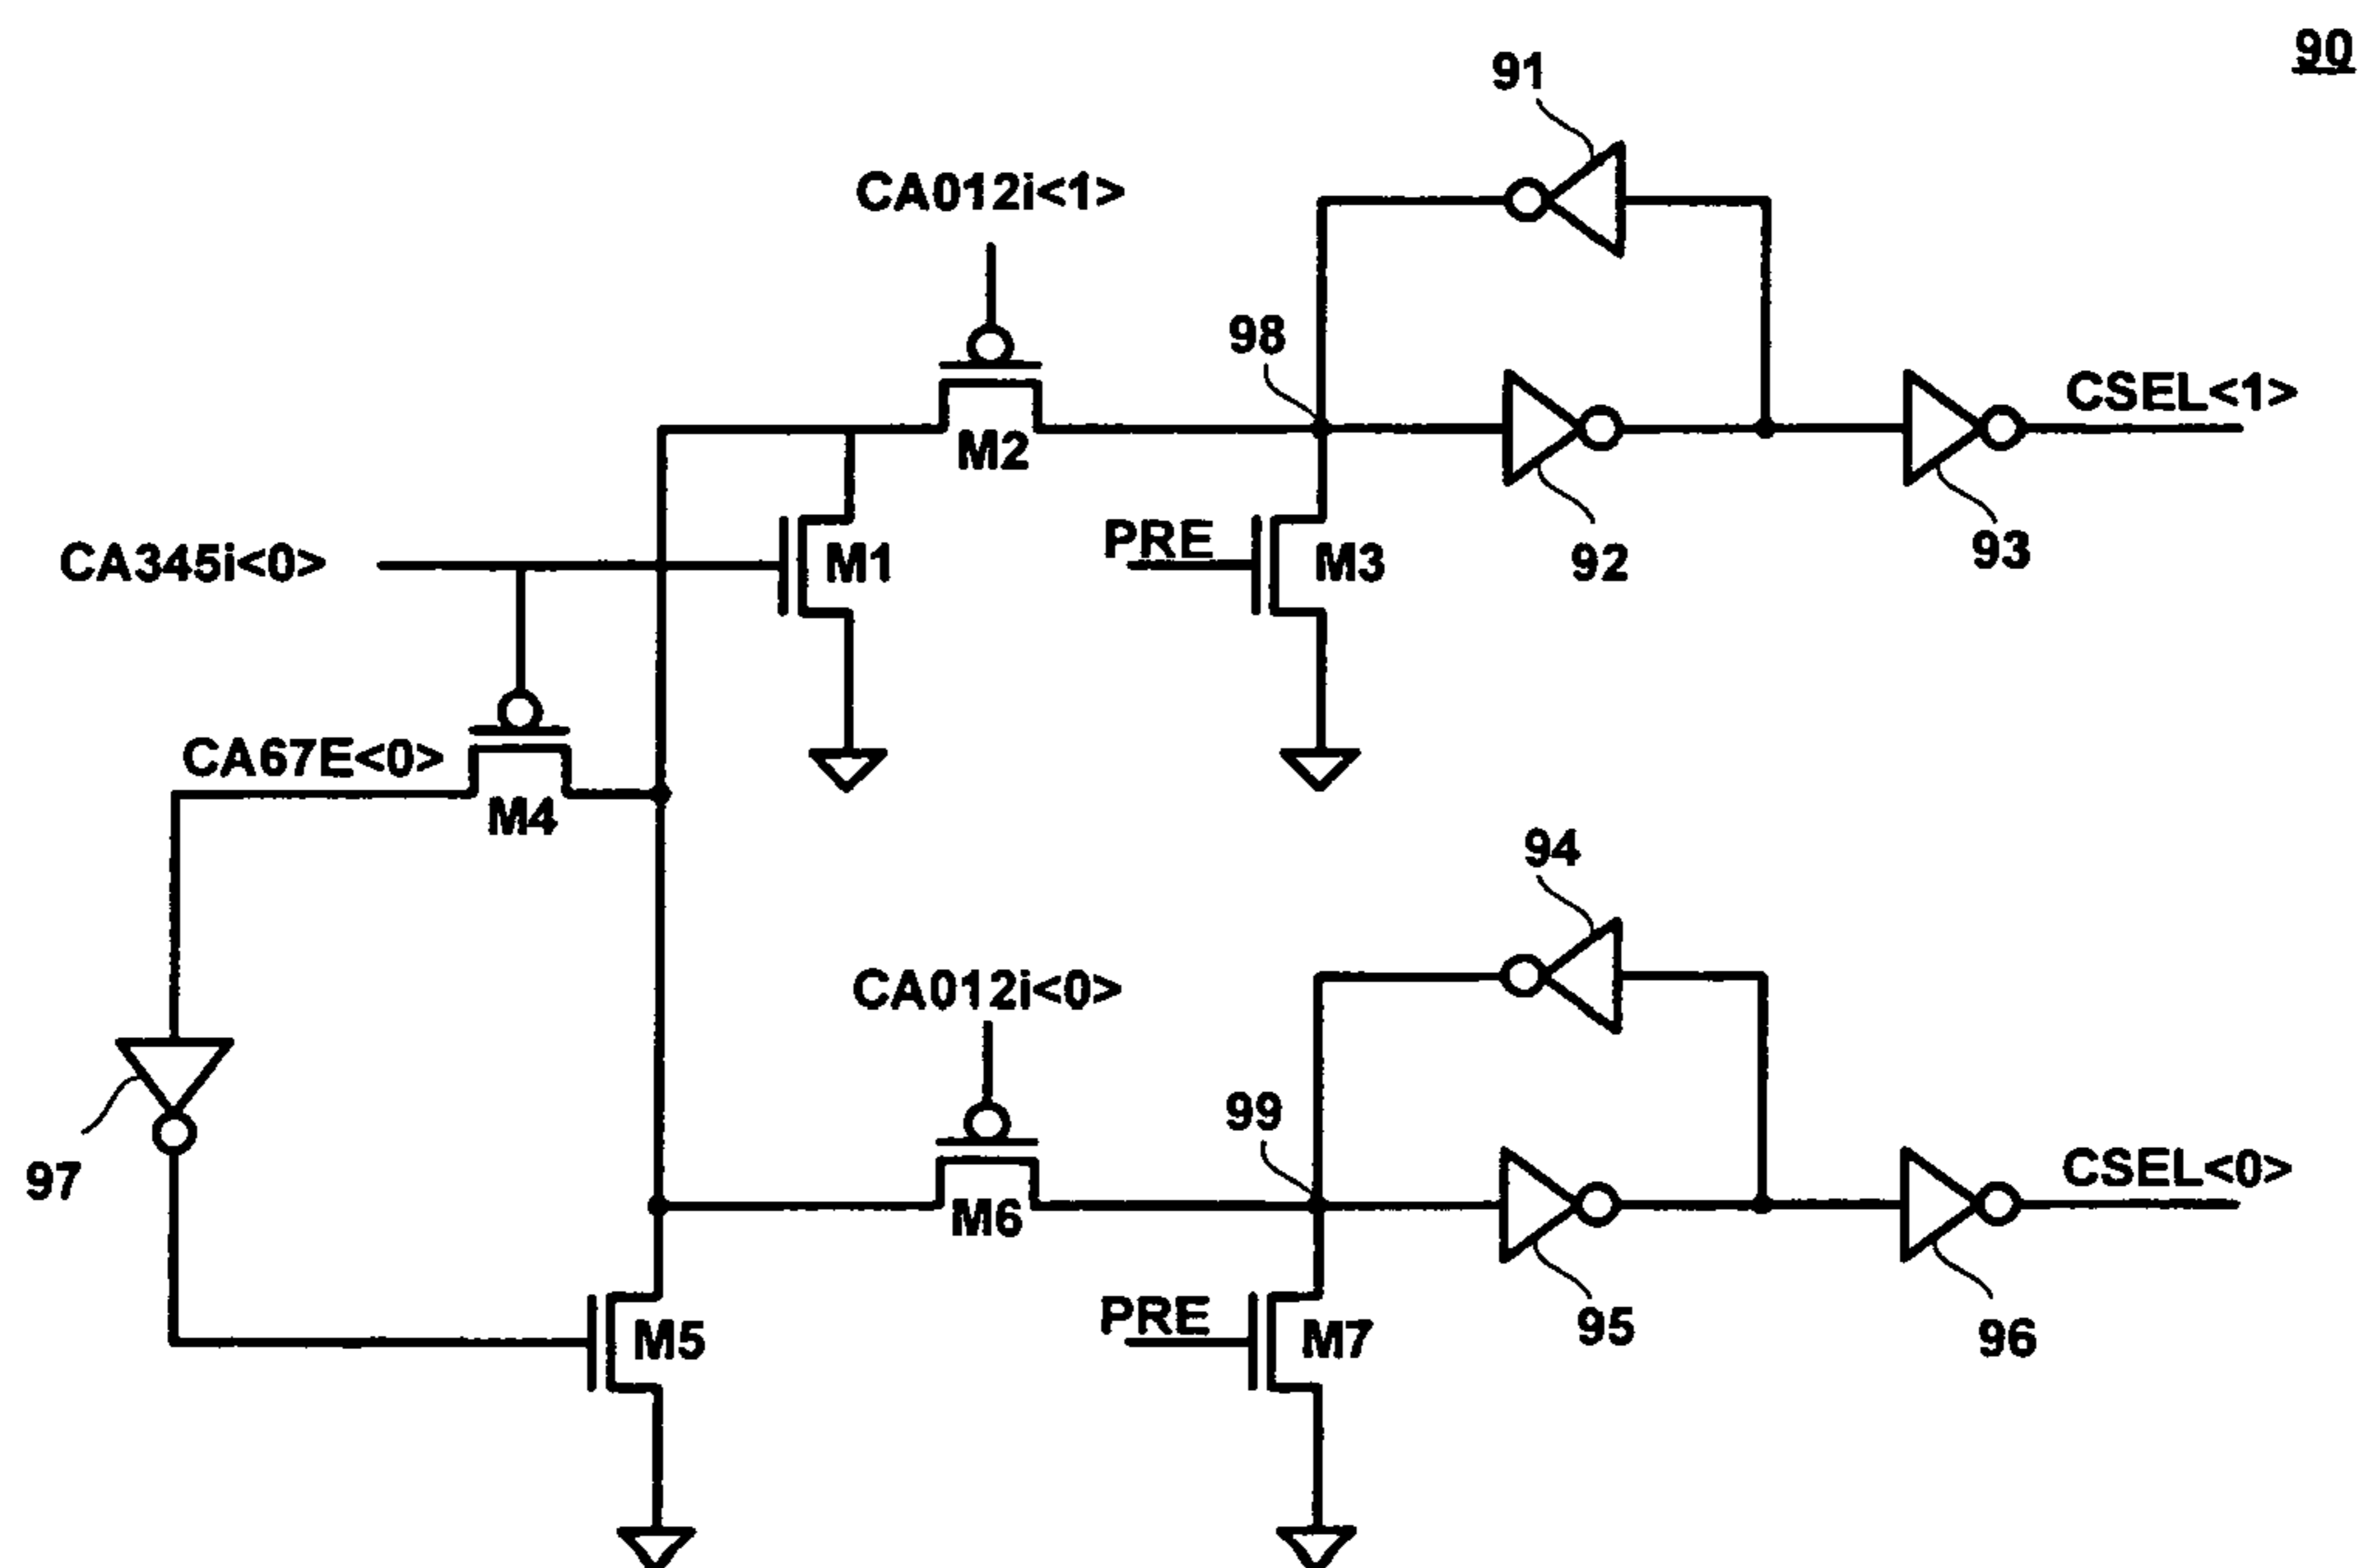 90
91
CA012i<1>
98
CSEL<1>
M2
PRE
CA345i<0>
M1
M3
92
93
CA67E<0>
M4
94
CA012i<0>
99
97
CSEL<0>
M6
PRE
M5
M7
95
96